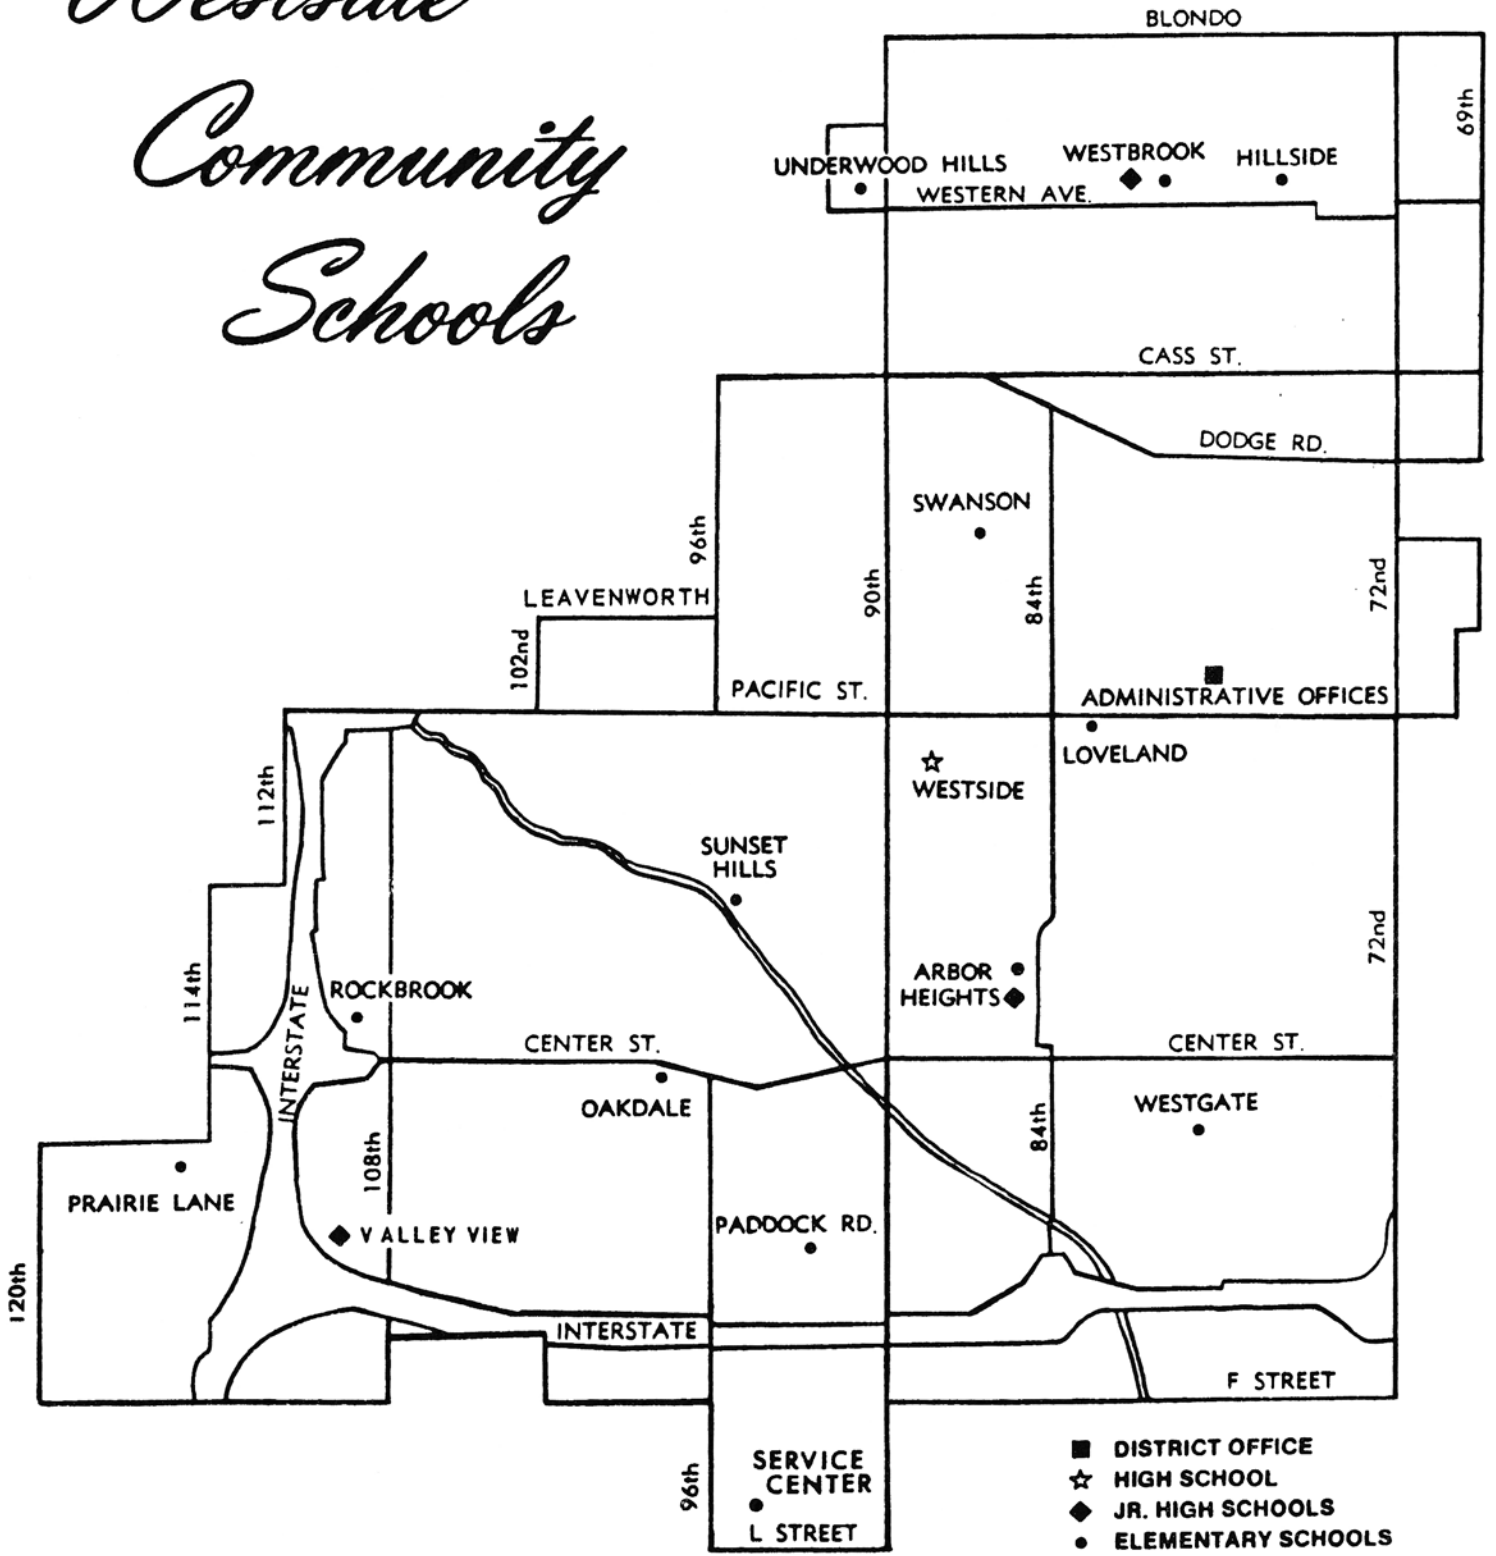 Westside
Community
Schools
BLONDO
69th
UNDERWOOD HILLS
WESTBROOK
HILLSIDE
WESTERN AVE.
CASS ST.
DODGE RD.
SWANSON
96th
90th
84th
72nd
LEAVENWORTH
102nd
PACIFIC ST.
ADMINISTRATIVE OFFICES
LOVELAND
WESTSIDE
112th
SUNSET
HILLS
72nd
114th
ROCKBROOK
ARBOR
HEIGHTS
INTERSTATE
CENTER ST.
CENTER ST.
OAKDALE
WESTGATE
84th
108th
PRAIRIE LANE
VALLEY VIEW
PADDOCK RD.
120th
INTERSTATE
F STREET
SERVICE
CENTER
96th
L STREET
DISTRICT OFFICE
HIGH SCHOOL
JR. HIGH SCHOOLS
ELEMENTARY SCHOOLS